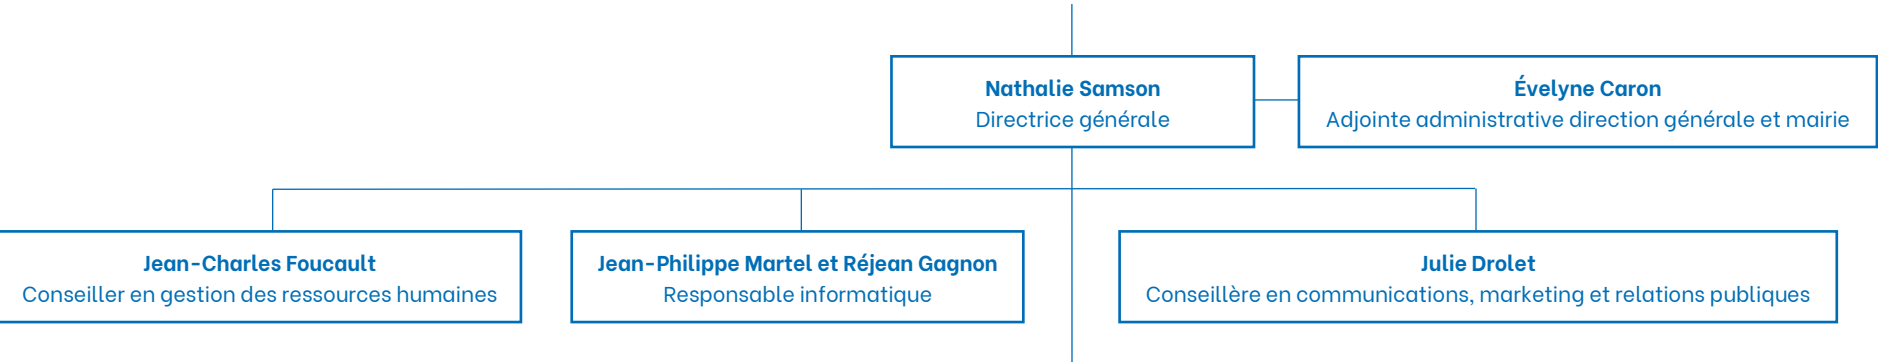 Nathalie Samson
Directrice générale
Évelyne Caron
Adjointe administrative direction générale et mairie
Jean-Charles Foucault
Conseiller en gestion des ressources humaines
Jean-Philippe Martel et Réjean Gagnon
Responsable informatique
Julie Drolet
Conseillère en communications, marketing et relations publiques